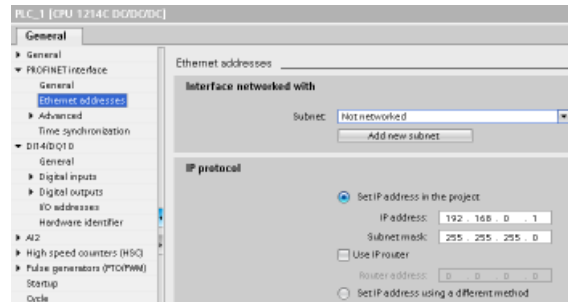 PLC_1 [CPU 1214C DC/DC/DC]
General
General
PROFINET interface
General
Ethernet addresses
Advanced
Time synchronization
DI14/DQ10
General
Digital inputs
Digital outputs
I/O addresses
Hardware identifier
AI2
High speed counters (HSC)
Pulse generators (PTO/PWM)
Startup
Cycle
Ethernet addresses
Interface networked with
Subnet: Not networked
Add new subnet
IP protocol
Set IP address in the project
IP address: 192 . 168 . 0 . 1
Subnet mask: 255 . 255 . 255 . 0
Use IP router
Router address: 0 . 0 . 0 . 0
Set IP address using a different method